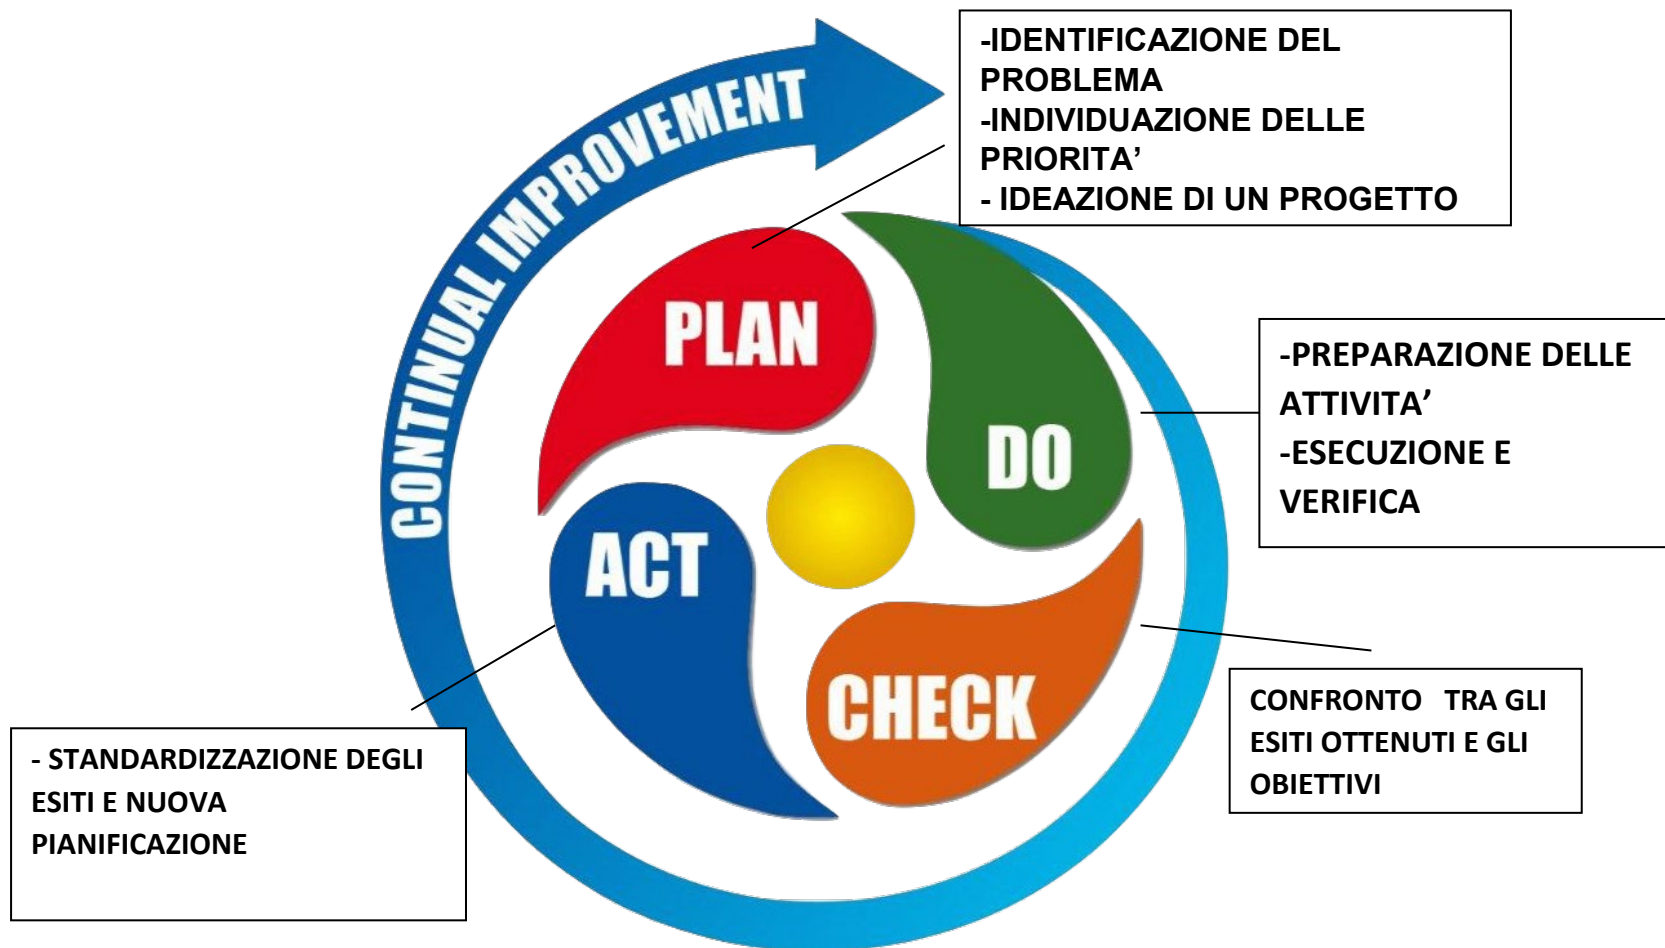 CONTINUAL IMPROVEMENT
-IDENTIFICAZIONE DEL
PROBLEMA
-INDIVIDUAZIONE DELLE
PRIORITA’
- IDEAZIONE DI UN PROGETTO
PLAN
DO
-PREPARAZIONE DELLE
ATTIVITA’
-ESECUZIONE E
VERIFICA
ACT
CHECK
CONFRONTO TRA GLI
ESITI OTTENUTI E GLI
OBIETTIVI
- STANDARDIZZAZIONE DEGLI
ESITI E NUOVA
PIANIFICAZIONE